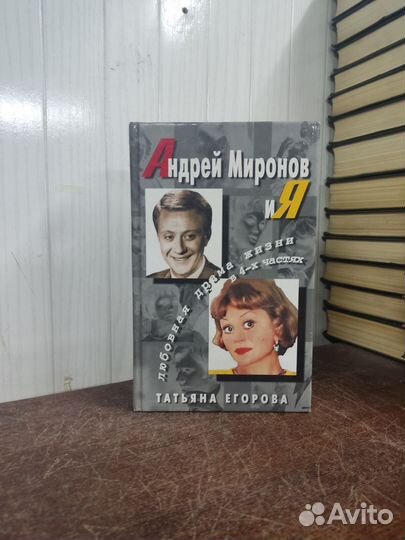 Андрей Миронов
и Я
любовная драма жизни
в 4-х частях
ТАТЬЯНА ЕГОРОВА
Avito